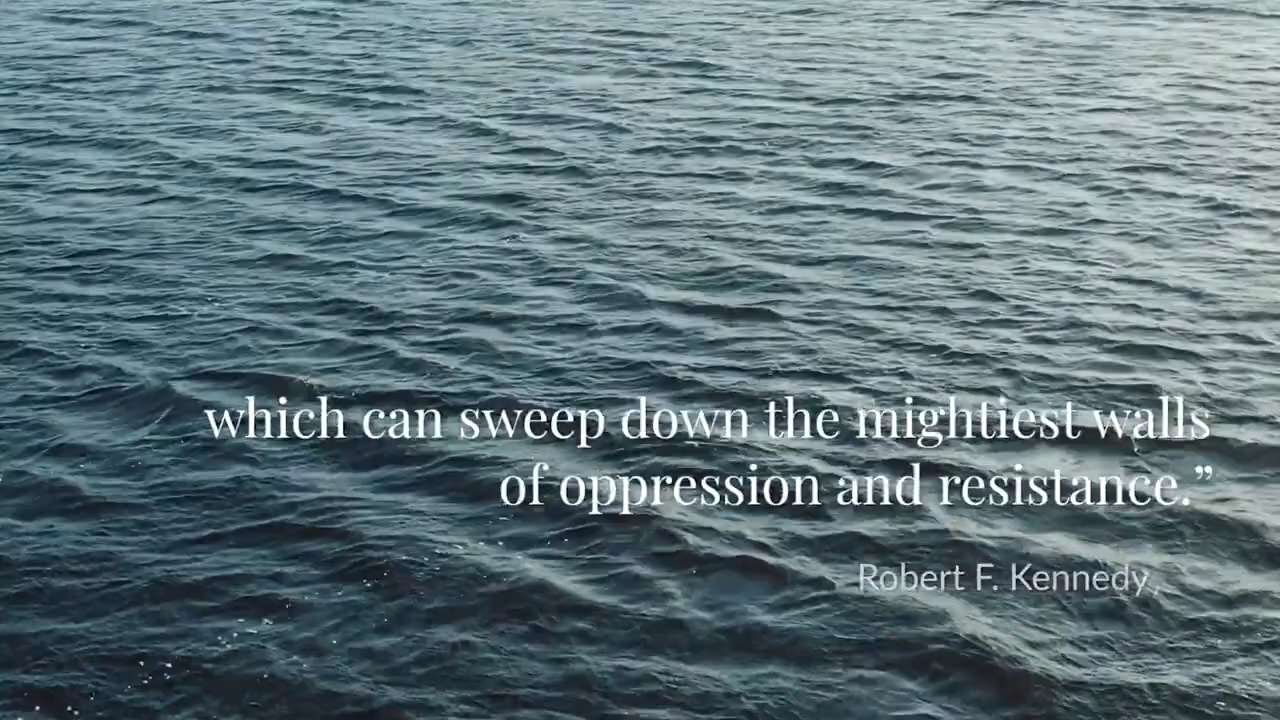 which can sweep down the mightiest walls
of oppression and resistance.”
Robert F. Kennedy,